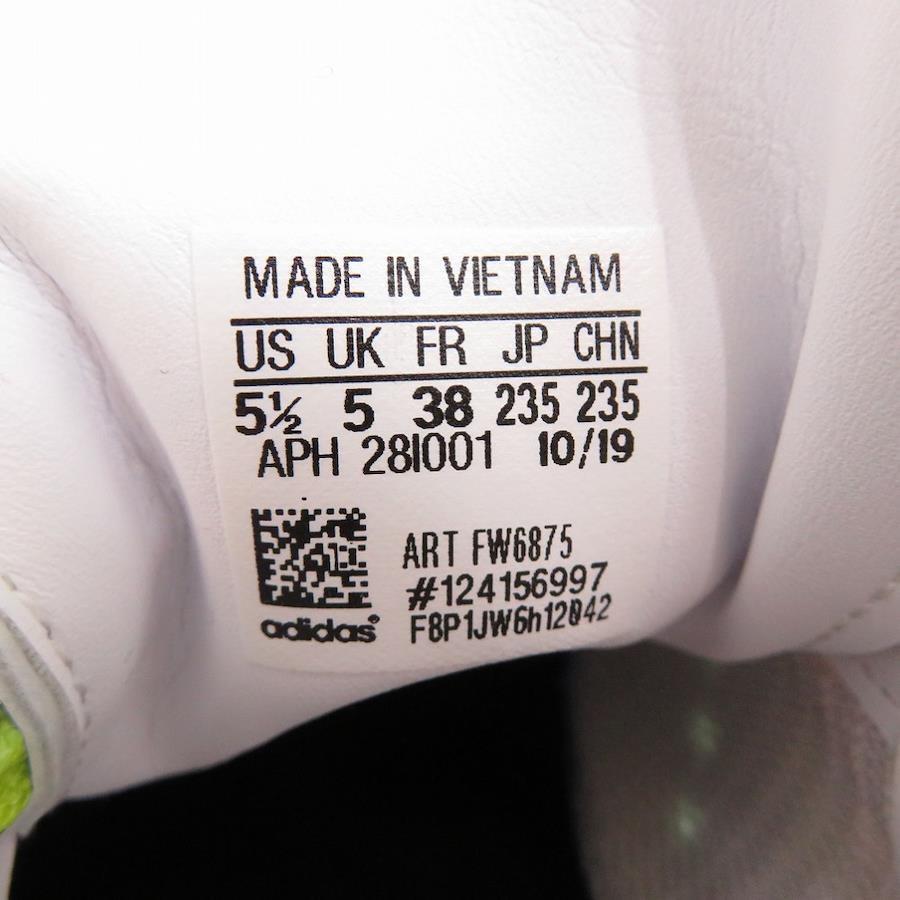 MADE IN VIETNAM
US UK FR JP CHN
5½ 5 38 235 235
APH 28I001 10/19
ART FW6875
#124156997
adidas® F8P1JW6h12042